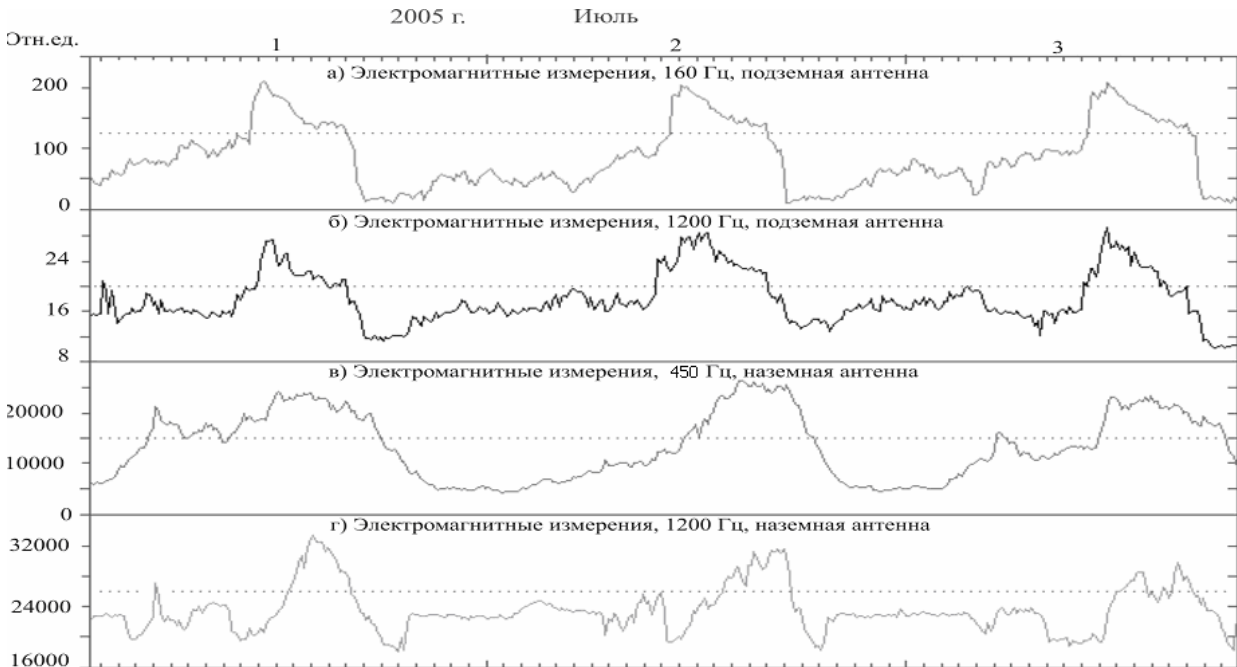 2005 г. Июль
Отн.ед. 1 2 3
а) Электромагнитные измерения, 160 Гц, подземная антенна
200
100
0
б) Электромагнитные измерения, 1200 Гц, подземная антенна
24
16
8
в) Электромагнитные измерения, 450 Гц, наземная антенна
20000
10000
0
г) Электромагнитные измерения, 1200 Гц, наземная антенна
32000
24000
16000